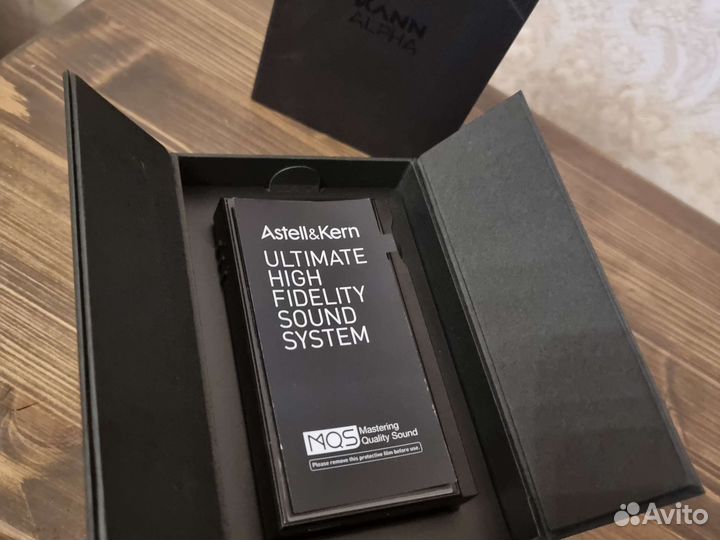 KANN
ALPHA
Astell&Kern
ULTIMATE
HIGH
FIDELITY
SOUND
SYSTEM
MQS Mastering
Quality Sound
Please remove this protective film before use.
Avito